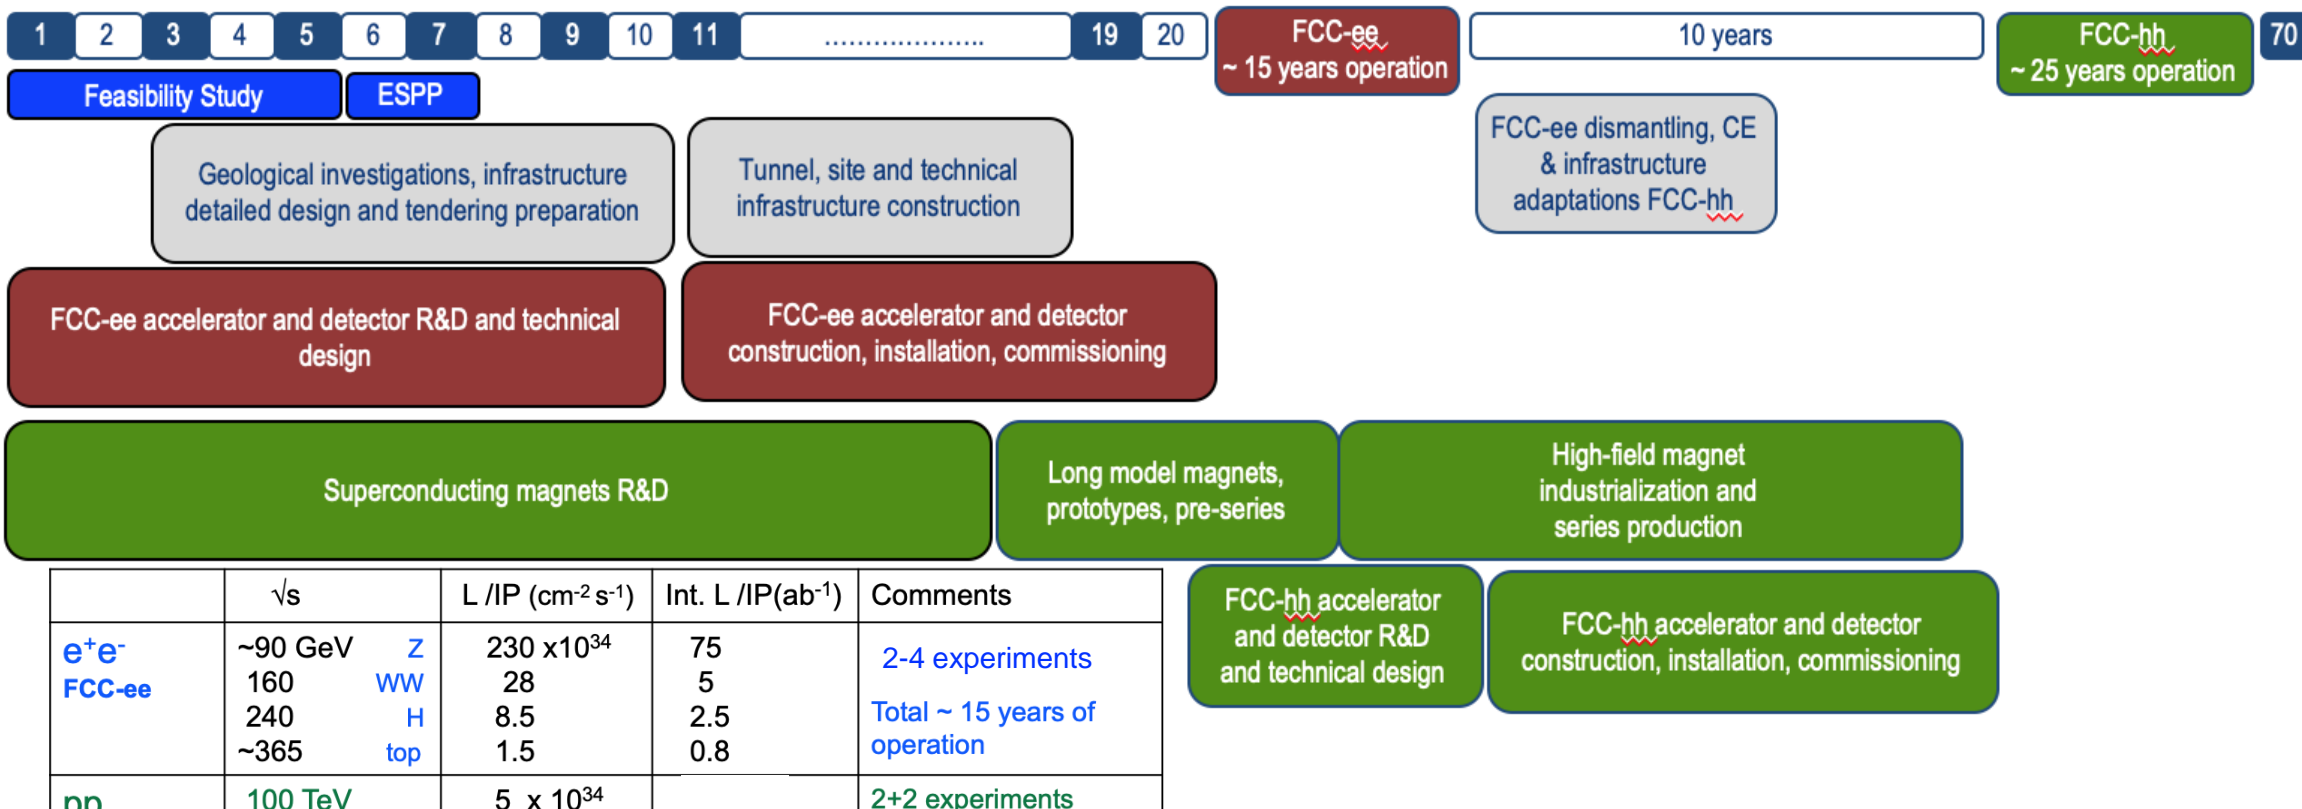 1 2 3 4 5 6 7 8 9 10 11 ................... 19 20
FCC-ee
~ 15 years operation
10 years
FCC-hh
~ 25 years operation
70
Feasibility Study
ESPP
Geological investigations, infrastructure
detailed design and tendering preparation
Tunnel, site and technical
infrastructure construction
FCC-ee dismantling, CE
& infrastructure
adaptations FCC-hh
FCC-ee accelerator and detector R&D and technical
design
FCC-ee accelerator and detector
construction, installation, commissioning
Superconducting magnets R&D
Long model magnets,
prototypes, pre-series
High-field magnet
industrialization and
series production
FCC-hh accelerator
and detector R&D
and technical design
FCC-hh accelerator and detector
construction, installation, commissioning
√s L /IP (cm⁻² s⁻¹) Int. L /IP(ab⁻¹) Comments
e⁺e⁻
FCC-ee
~90 GeV Z 230 x10³⁴ 75
160 WW 28 5
240 H 8.5 2.5
~365 top 1.5 0.8
2-4 experiments
Total ~ 15 years of
operation
pp 100 TeV 5 x 10³⁴ 2+2 experiments